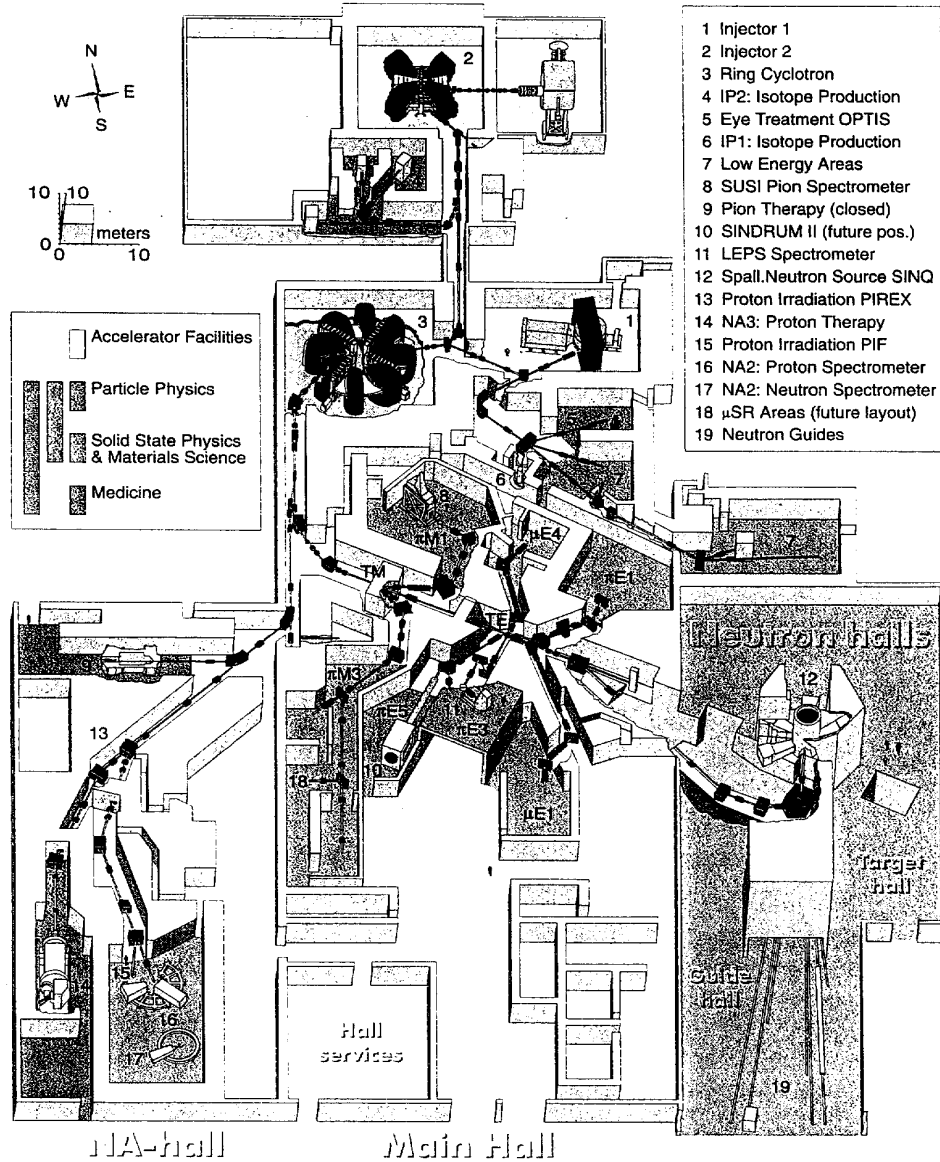 N
W E
S
10 10
0 meters
0 10
Accelerator Facilities
Particle Physics
Solid State Physics
& Materials Science
Medicine
1 Injector 1
2 Injector 2
3 Ring Cyclotron
4 IP2: Isotope Production
5 Eye Treatment OPTIS
6 IP1: Isotope Production
7 Low Energy Areas
8 SUSI Pion Spectrometer
9 Pion Therapy (closed)
10 SINDRUM II (future pos.)
11 LEPS Spectrometer
12 Spall.Neutron Source SINQ
13 Proton Irradiation PIREX
14 NA3: Proton Therapy
15 Proton Irradiation PIF
16 NA2: Proton Spectrometer
17 NA2: Neutron Spectrometer
18 µSR Areas (future layout)
19 Neutron Guides
2
3
1
6
7
8
πM1
µE4
7
TM
πE1
TE
Neutron halls
12
πM3
πE5
11
πE3
13
10
18
µE1
Target
hall
14
15
16
17
Guide
hall
Hall
services
19
NA-hall
Main Hall